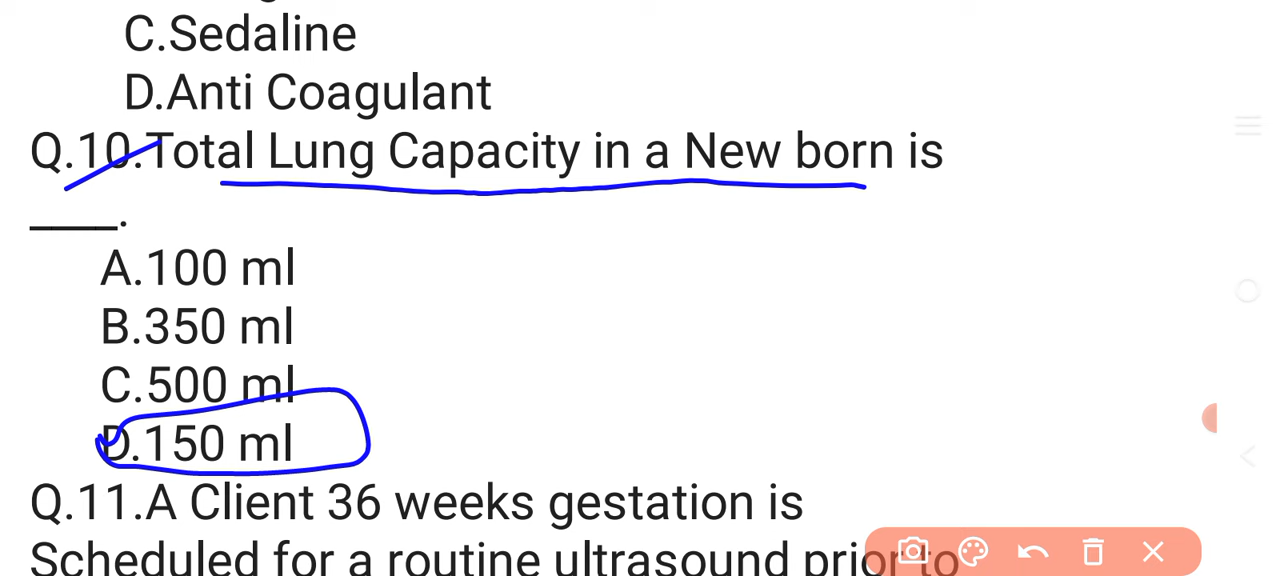 C.Sedaline
D.Anti Coagulant
Q.10.Total Lung Capacity in a New born is
____.
A.100 ml
B.350 ml
C.500 ml
D.150 ml
Q.11.A Client 36 weeks gestation is
Scheduled for a routine ultrasound prior to